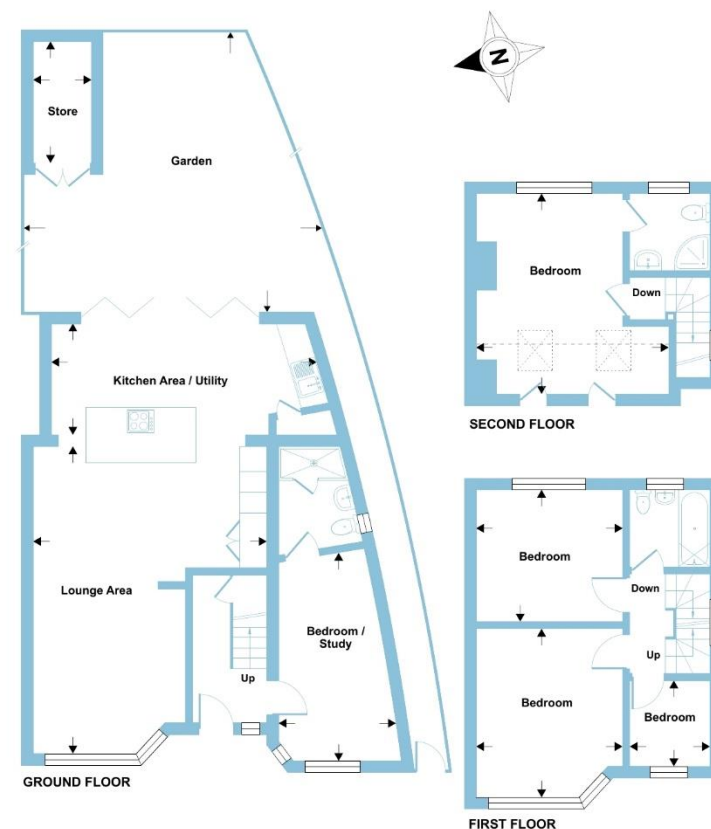 N
Store
Garden
Kitchen Area / Utility
Lounge Area
Bedroom /
Study
Up
GROUND FLOOR
Bedroom
Down
SECOND FLOOR
Bedroom
Down
Up
Bedroom
Bedroom
FIRST FLOOR